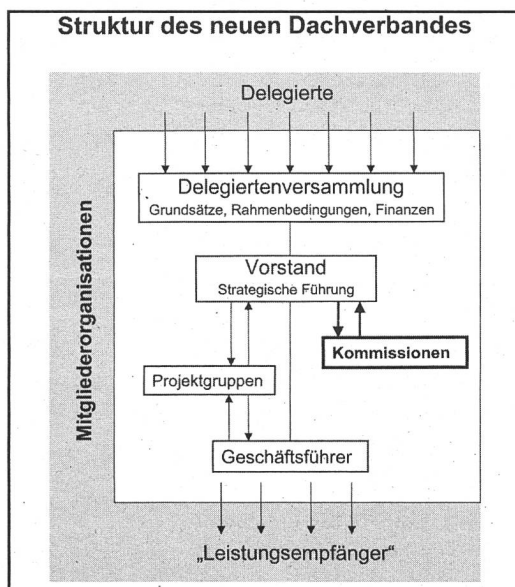 Struktur des neuen Dachverbandes
Delegierte
Delegiertenversammlung
Grundsätze, Rahmenbedingungen, Finanzen
Mitgliederorganisationen
Vorstand
Strategische Führung
Kommissionen
Projektgruppen
Geschäftsführer
„Leistungsempfänger“